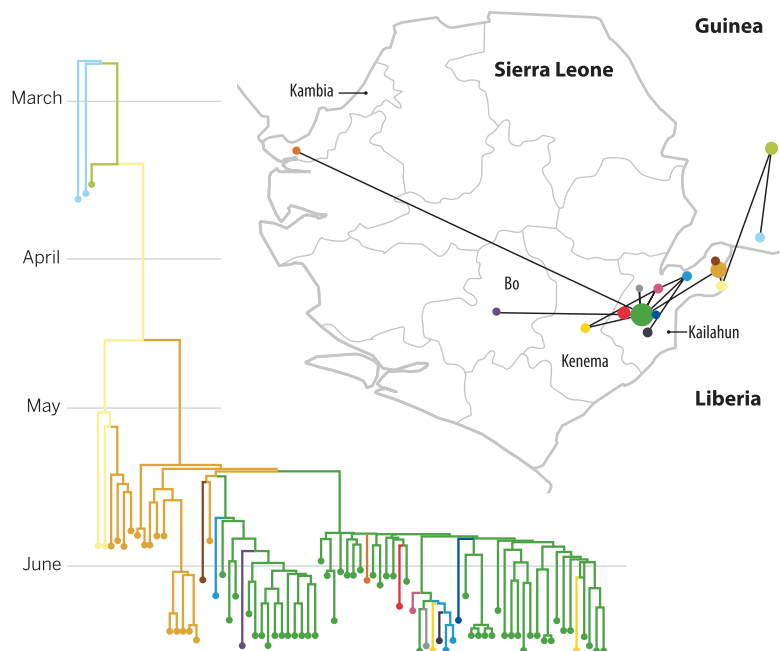 Guinea
Sierra Leone
Kambia
March
April
Bo
Kailahun
Kenema
Liberia
May
June